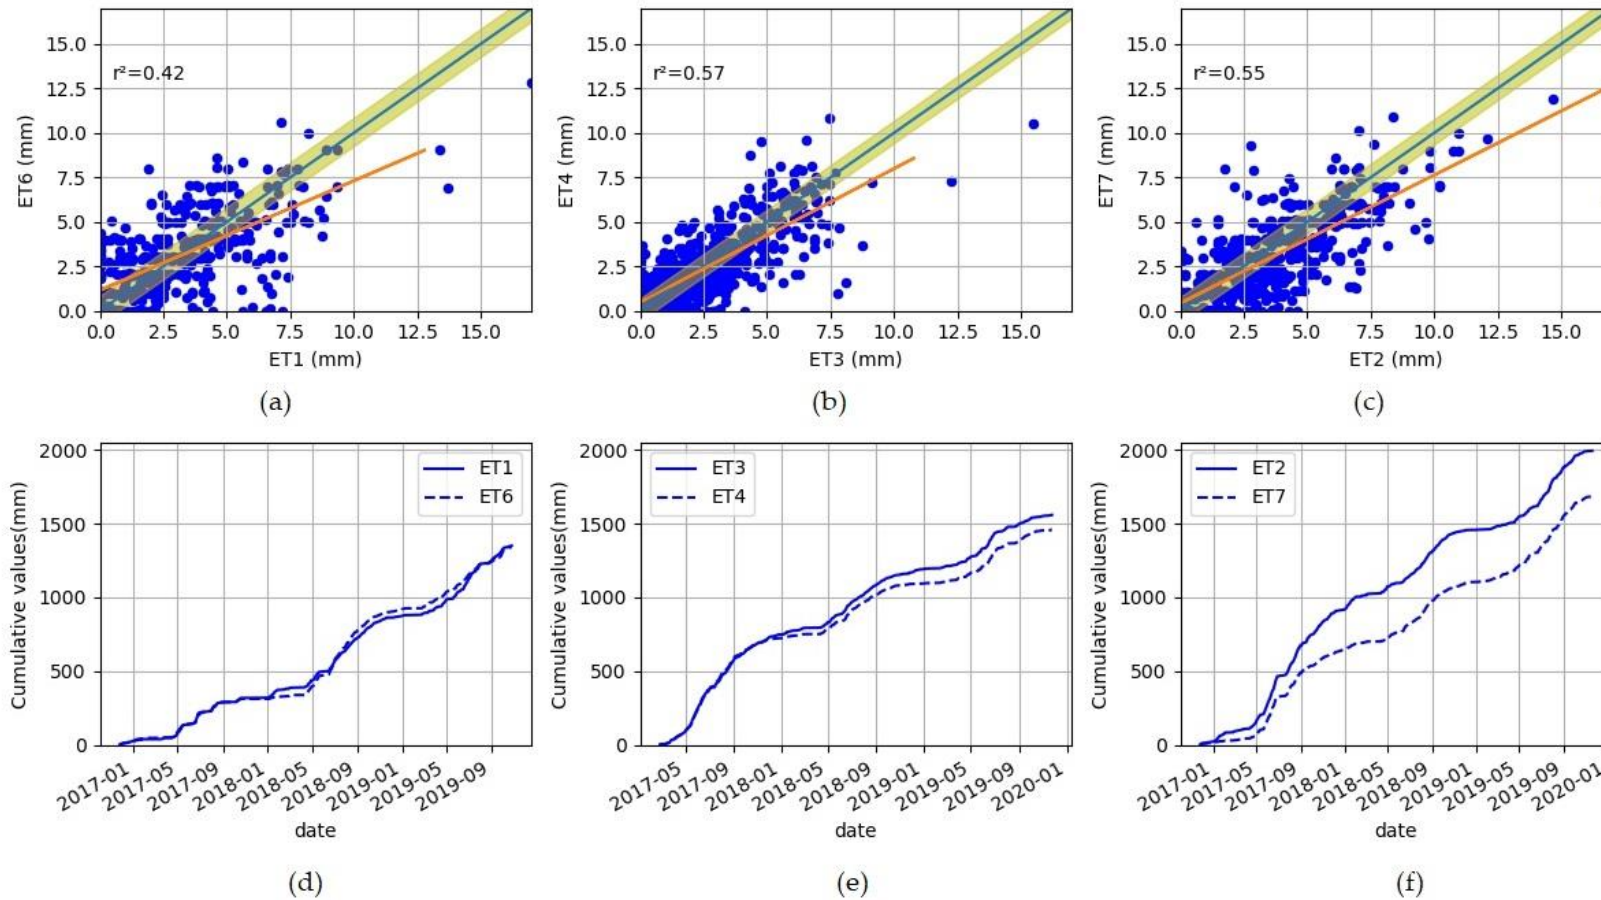 r²=0.42
15.0
12.5
10.0
7.5
5.0
2.5
0.0
ET6 (mm)
0.0 2.5 5.0 7.5 10.0 12.5 15.0
ET1 (mm)
(a)
r²=0.57
15.0
12.5
10.0
7.5
5.0
2.5
0.0
ET4 (mm)
0.0 2.5 5.0 7.5 10.0 12.5 15.0
ET3 (mm)
(b)
r²=0.55
15.0
12.5
10.0
7.5
5.0
2.5
0.0
ET7 (mm)
0.0 2.5 5.0 7.5 10.0 12.5 15.0
ET2 (mm)
(c)
2000
1500
1000
500
0
Cumulative values(mm)
ET1
ET6
2017-01 2017-05 2017-09 2018-01 2018-05 2018-09 2019-01 2019-05 2019-09
date
(d)
2000
1500
1000
500
0
Cumulative values(mm)
ET3
ET4
2017-05 2017-09 2018-01 2018-05 2018-09 2019-01 2019-05 2019-09 2020-01
date
(e)
2000
1500
1000
500
0
Cumulative values(mm)
ET2
ET7
2017-01 2017-05 2017-09 2018-01 2018-05 2018-09 2019-01 2019-05 2019-09 2020-01
date
(f)